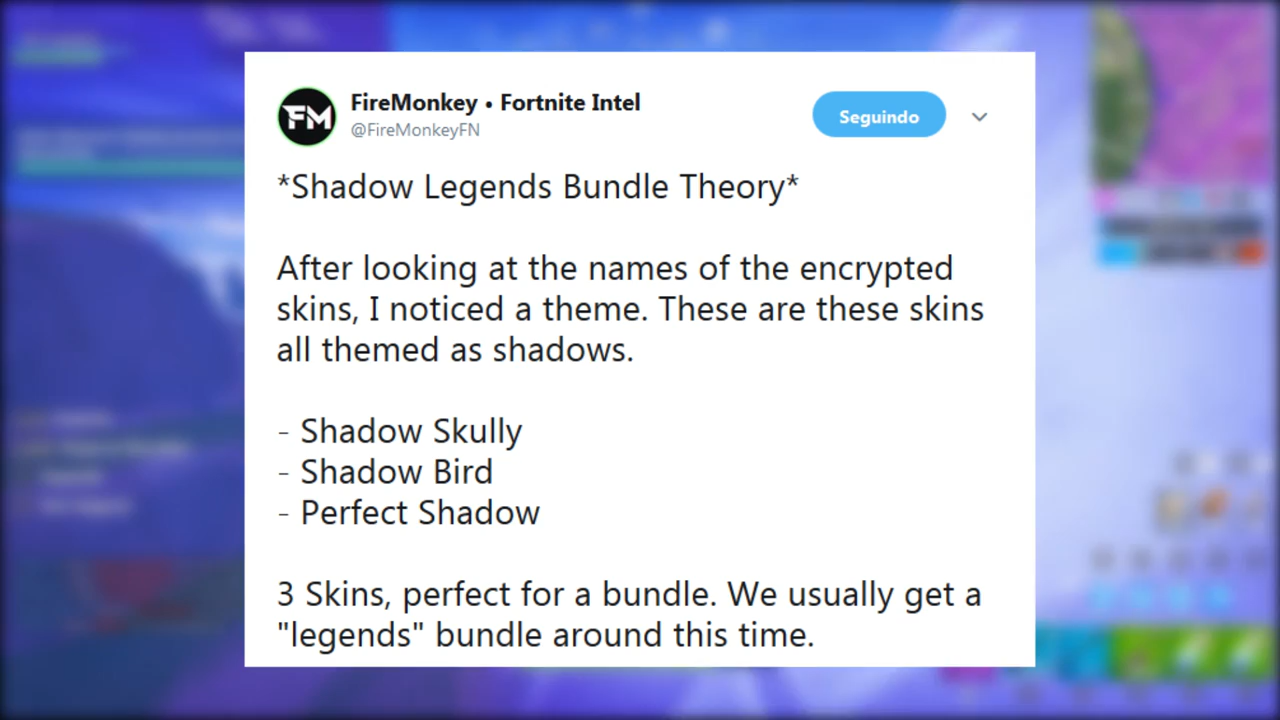 FM
FireMonkey • Fortnite Intel
@FireMonkeyFN
Seguindo
*Shadow Legends Bundle Theory*
After looking at the names of the encrypted
skins, I noticed a theme. These are these skins
all themed as shadows.
- Shadow Skully
- Shadow Bird
- Perfect Shadow
3 Skins, perfect for a bundle. We usually get a
"legends" bundle around this time.